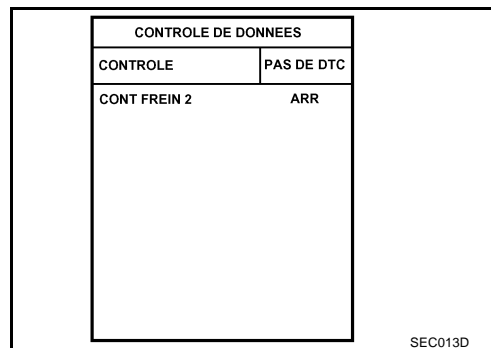 CONTROLE DE DONNEES
CONTROLE PAS DE DTC
CONT FREIN 2 ARR
SEC013D